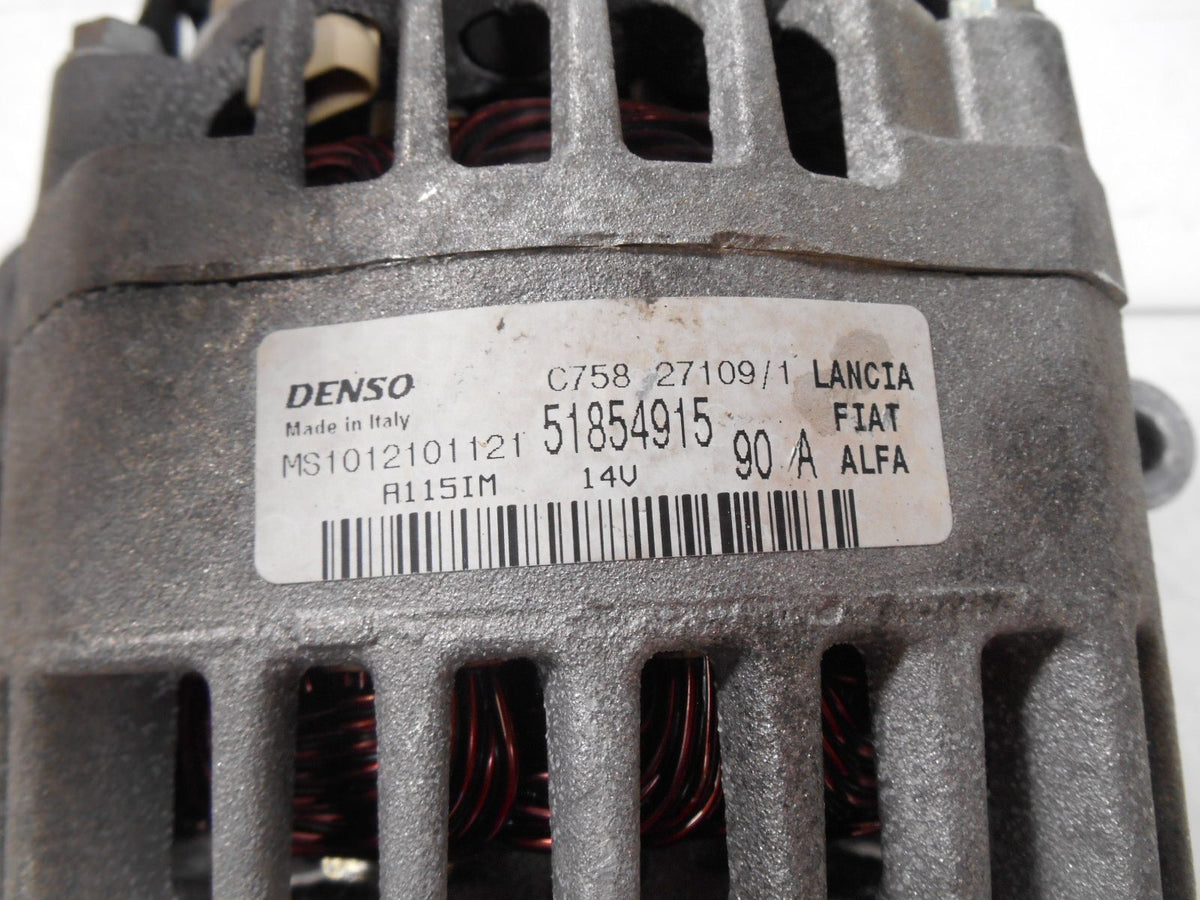 DENSO
Made in Italy
C758 27109/1 LANCIA
MS1012101121 51854915 FIAT
A115IM 14V 90 A ALFA